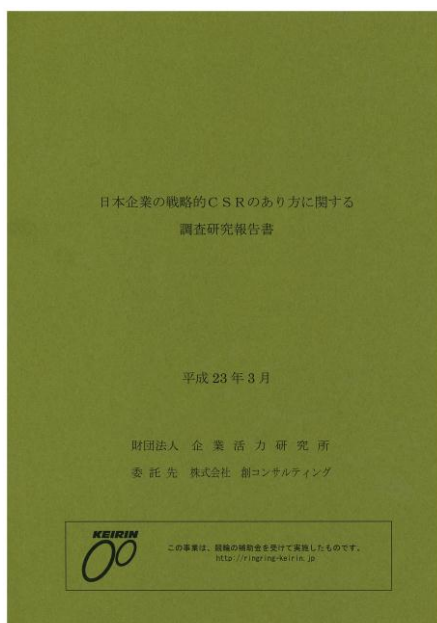 日本企業の戦略的CSRのあり方に関する
調査研究報告書
平成23年3月
財団法人 企業活力研究所
委託先 株式会社 創コンサルティング
KEIRIN
この事業は、競輪の補助金を受けて実施したものです。
http://ringring-keirin.jp